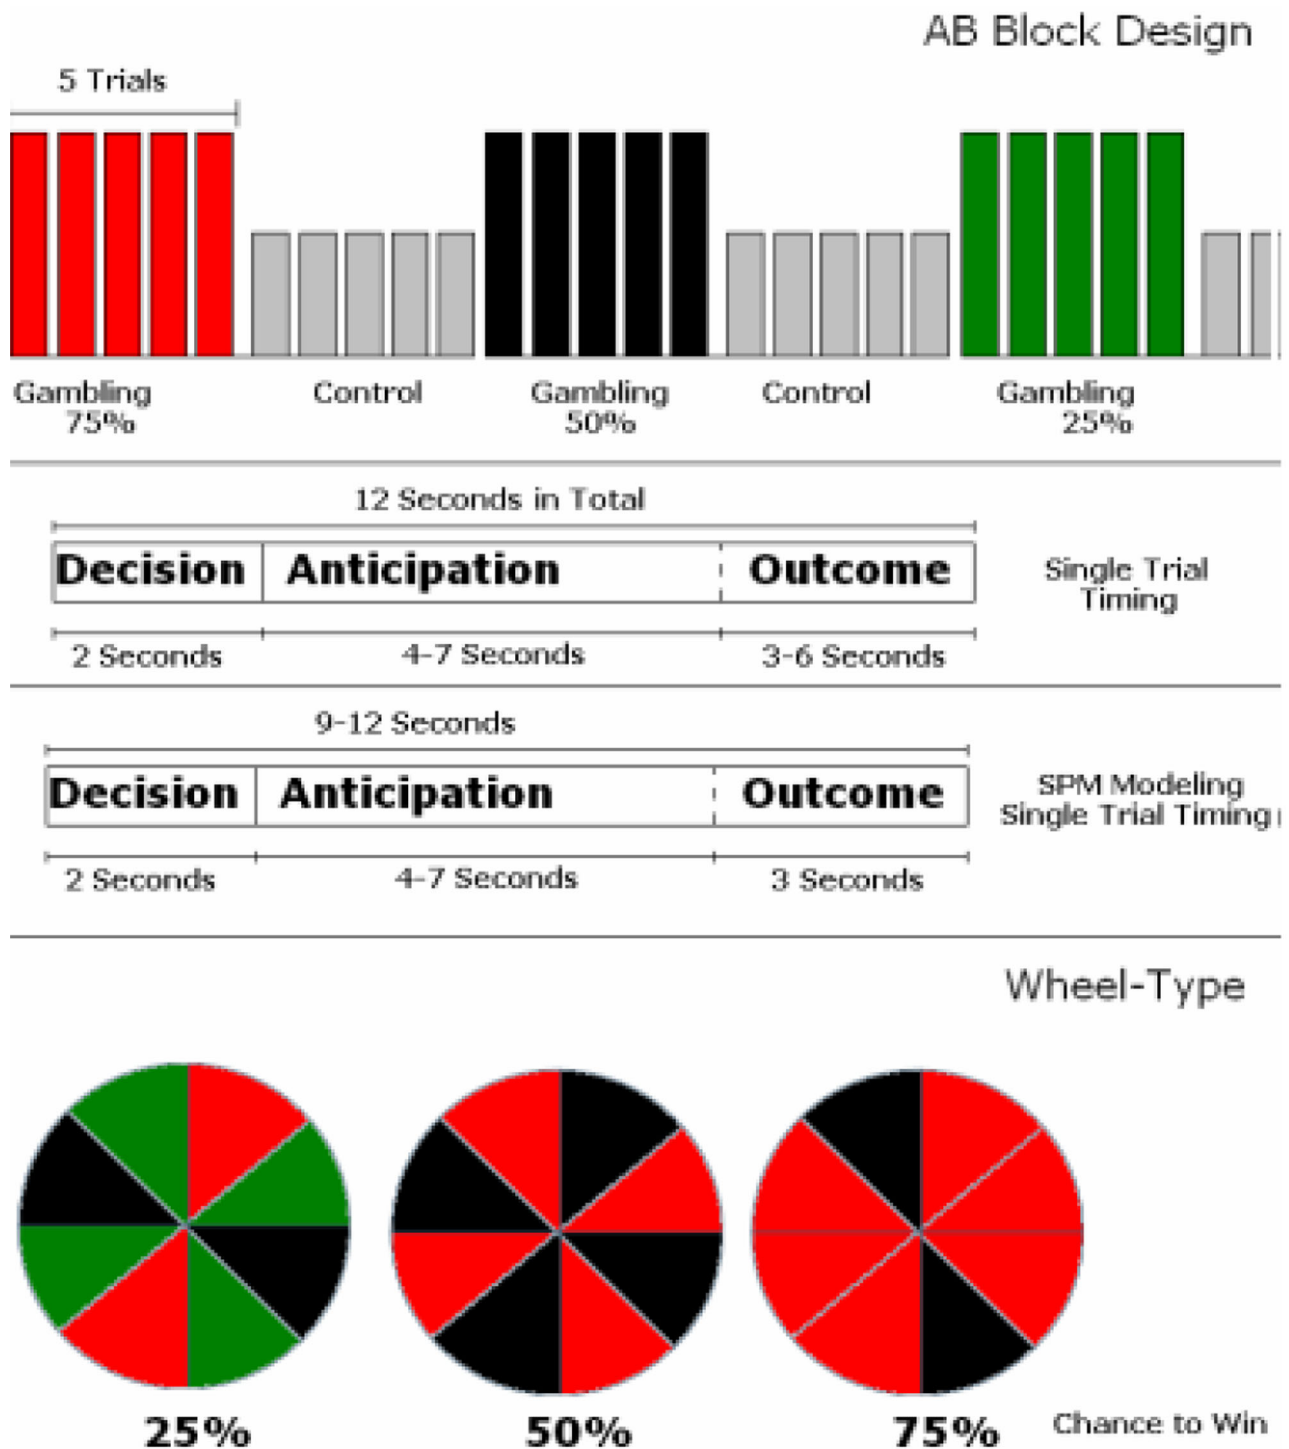 AB Block Design
5 Trials
Gambling
75%
Control
Gambling
50%
Control
Gambling
25%
12 Seconds in Total
Decision Anticipation Outcome
Single Trial
Timing
2 Seconds 4-7 Seconds 3-6 Seconds
9-12 Seconds
Decision Anticipation Outcome
SPM Modeling
Single Trial Timing
2 Seconds 4-7 Seconds 3 Seconds
Wheel-Type
25% 50% 75% Chance to Win